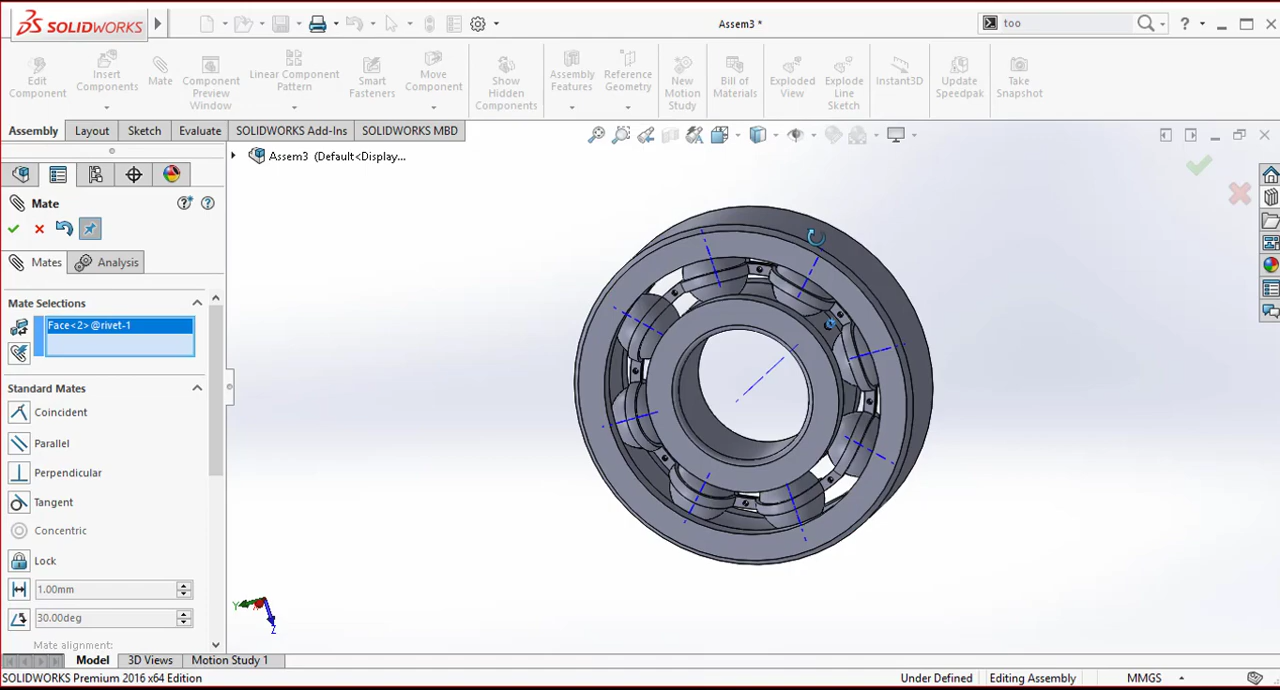 SOLIDWORKS
Assem3 *
too
Edit Component
Insert Components
Mate
Component Preview Window
Linear Component Pattern
Smart Fasteners
Move Component
Show Hidden Components
Assembly Features
Reference Geometry
New Motion Study
Bill of Materials
Exploded View
Explode Line Sketch
Instant3D
Update Speedpak
Take Snapshot
Assembly
Layout
Sketch
Evaluate
SOLIDWORKS Add-Ins
SOLIDWORKS MBD
Assem3 (Default<Display...
Mate
Mates
Analysis
Mate Selections
Face<2>@rivet-1
Standard Mates
Coincident
Parallel
Perpendicular
Tangent
Concentric
Lock
1.00mm
30.00deg
Mate alignment:
Y
Z
Model
3D Views
Motion Study 1
SOLIDWORKS Premium 2016 x64 Edition
Under Defined
Editing Assembly
MMGS